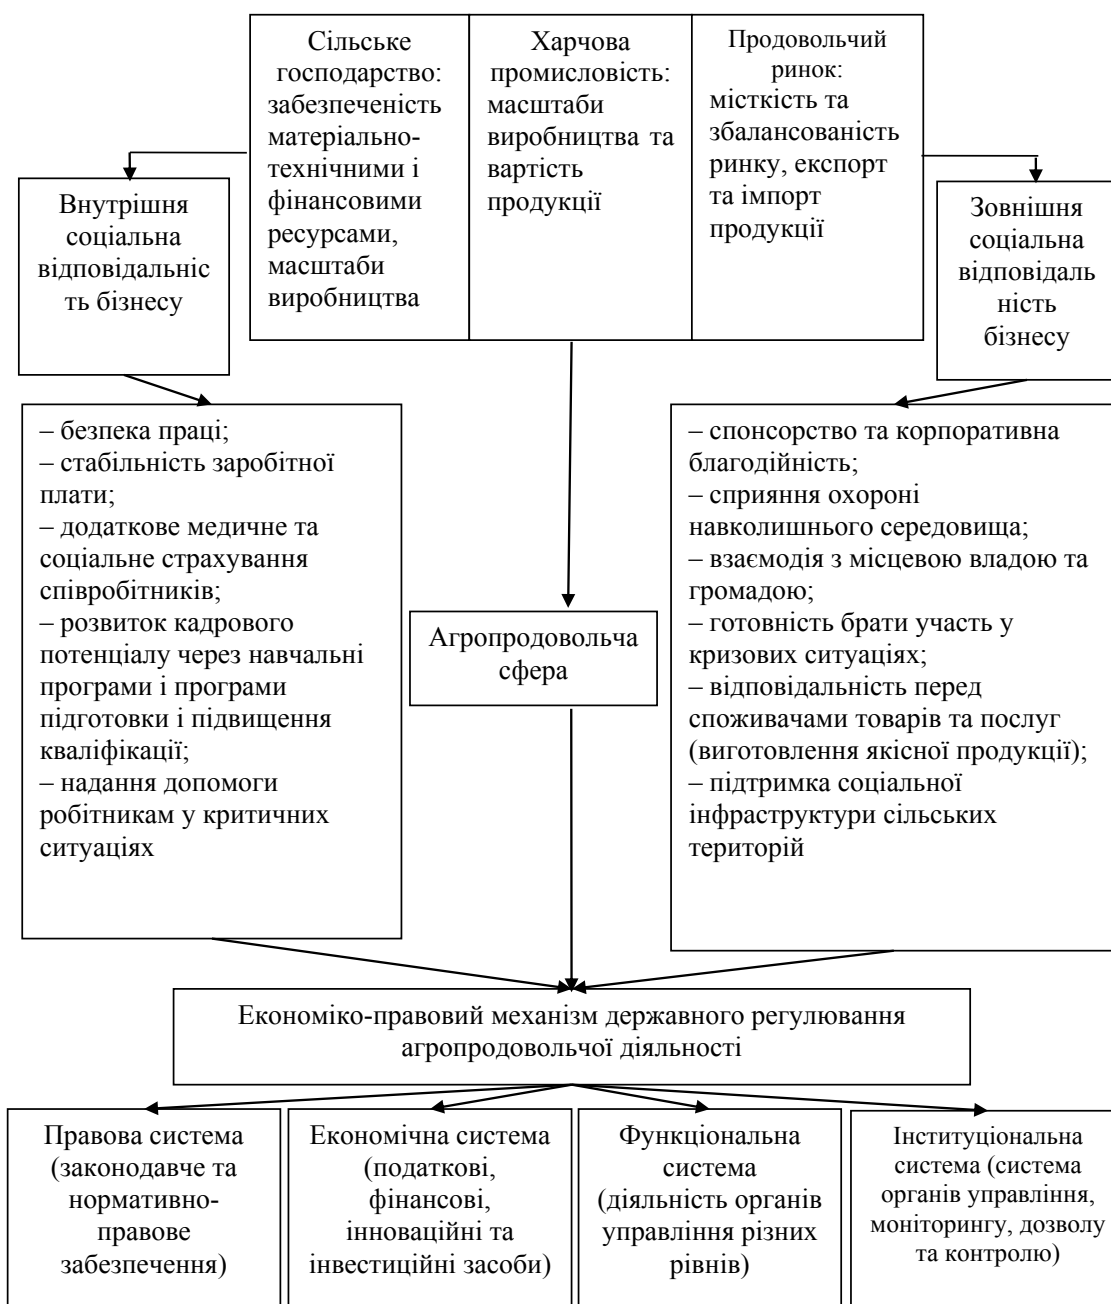 Сільське
господарство:
забезпеченість
матеріально-
технічними і
фінансовими
ресурсами,
масштаби
виробництва
Харчова
промисловість:
масштаби
виробництва та
вартість
продукції
Продовольчий
ринок:
місткість та
збалансованість
ринку, експорт
та імпорт
продукції
Внутрішня
соціальна
відповідальніс
ть бізнесу
Зовнішня
соціальна
відповідаль
ність
бізнесу
– безпека праці;
– стабільність заробітної
плати;
– додаткове медичне та
соціальне страхування
співробітників;
– розвиток кадрового
потенціалу через навчальні
програми і програми
підготовки і підвищення
кваліфікації;
– надання допомоги
робітникам у критичних
ситуаціях
Агропродовольча
сфера
– спонсорство та корпоративна
благодійність;
– сприяння охороні
навколишнього середовища;
– взаємодія з місцевою владою та
громадою;
– готовність брати участь у
кризових ситуаціях;
– відповідальність перед
споживачами товарів та послуг
(виготовлення якісної продукції);
– підтримка соціальної
інфраструктури сільських
територій
Економіко-правовий механізм державного регулювання
агропродовольчої діяльності
Правова система
(законодавче та
нормативно-
правове
забезпечення)
Економічна система
(податкові,
фінансові,
інноваційні та
інвестиційні засоби)
Функціональна
система
(діяльність органів
управління різних
рівнів)
Інституціональна
система (система
органів управління,
моніторингу, дозволу
та контролю)